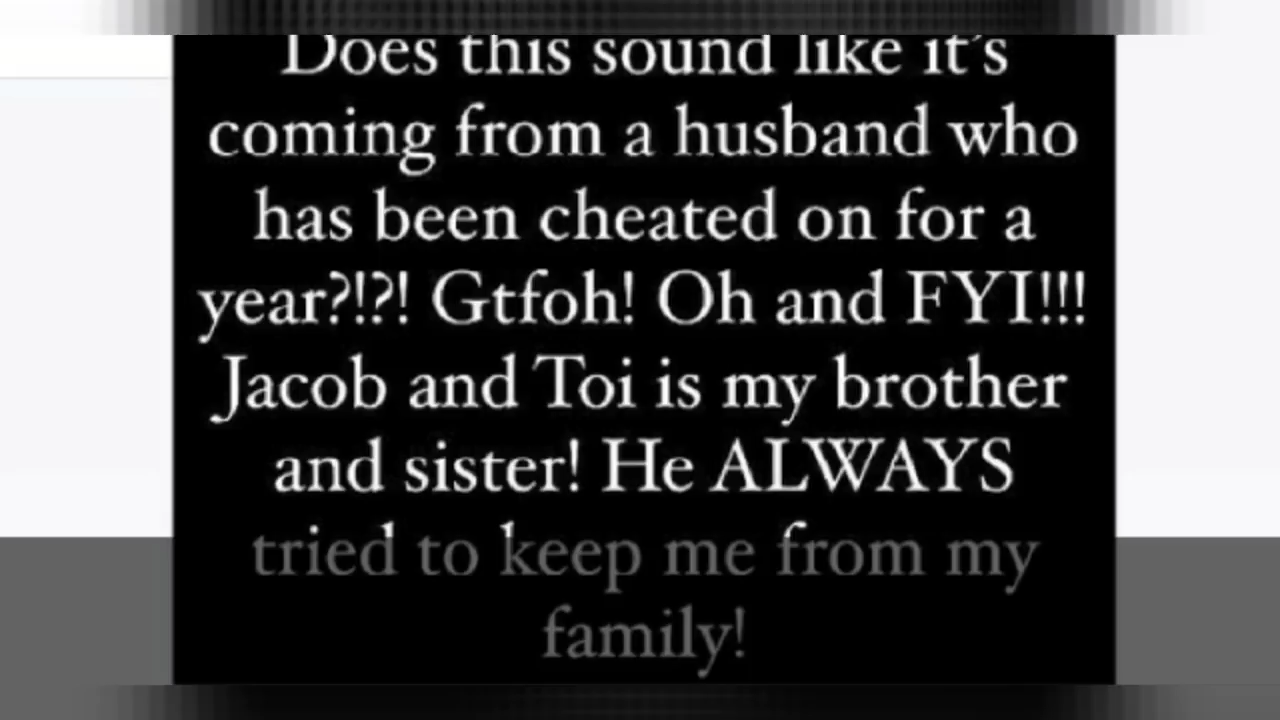 Does this sound like it's
coming from a husband who
has been cheated on for a
year?!?! Gtfoh! Oh and FYI!!!
Jacob and Toi is my brother
and sister! He ALWAYS
tried to keep me from my
family!